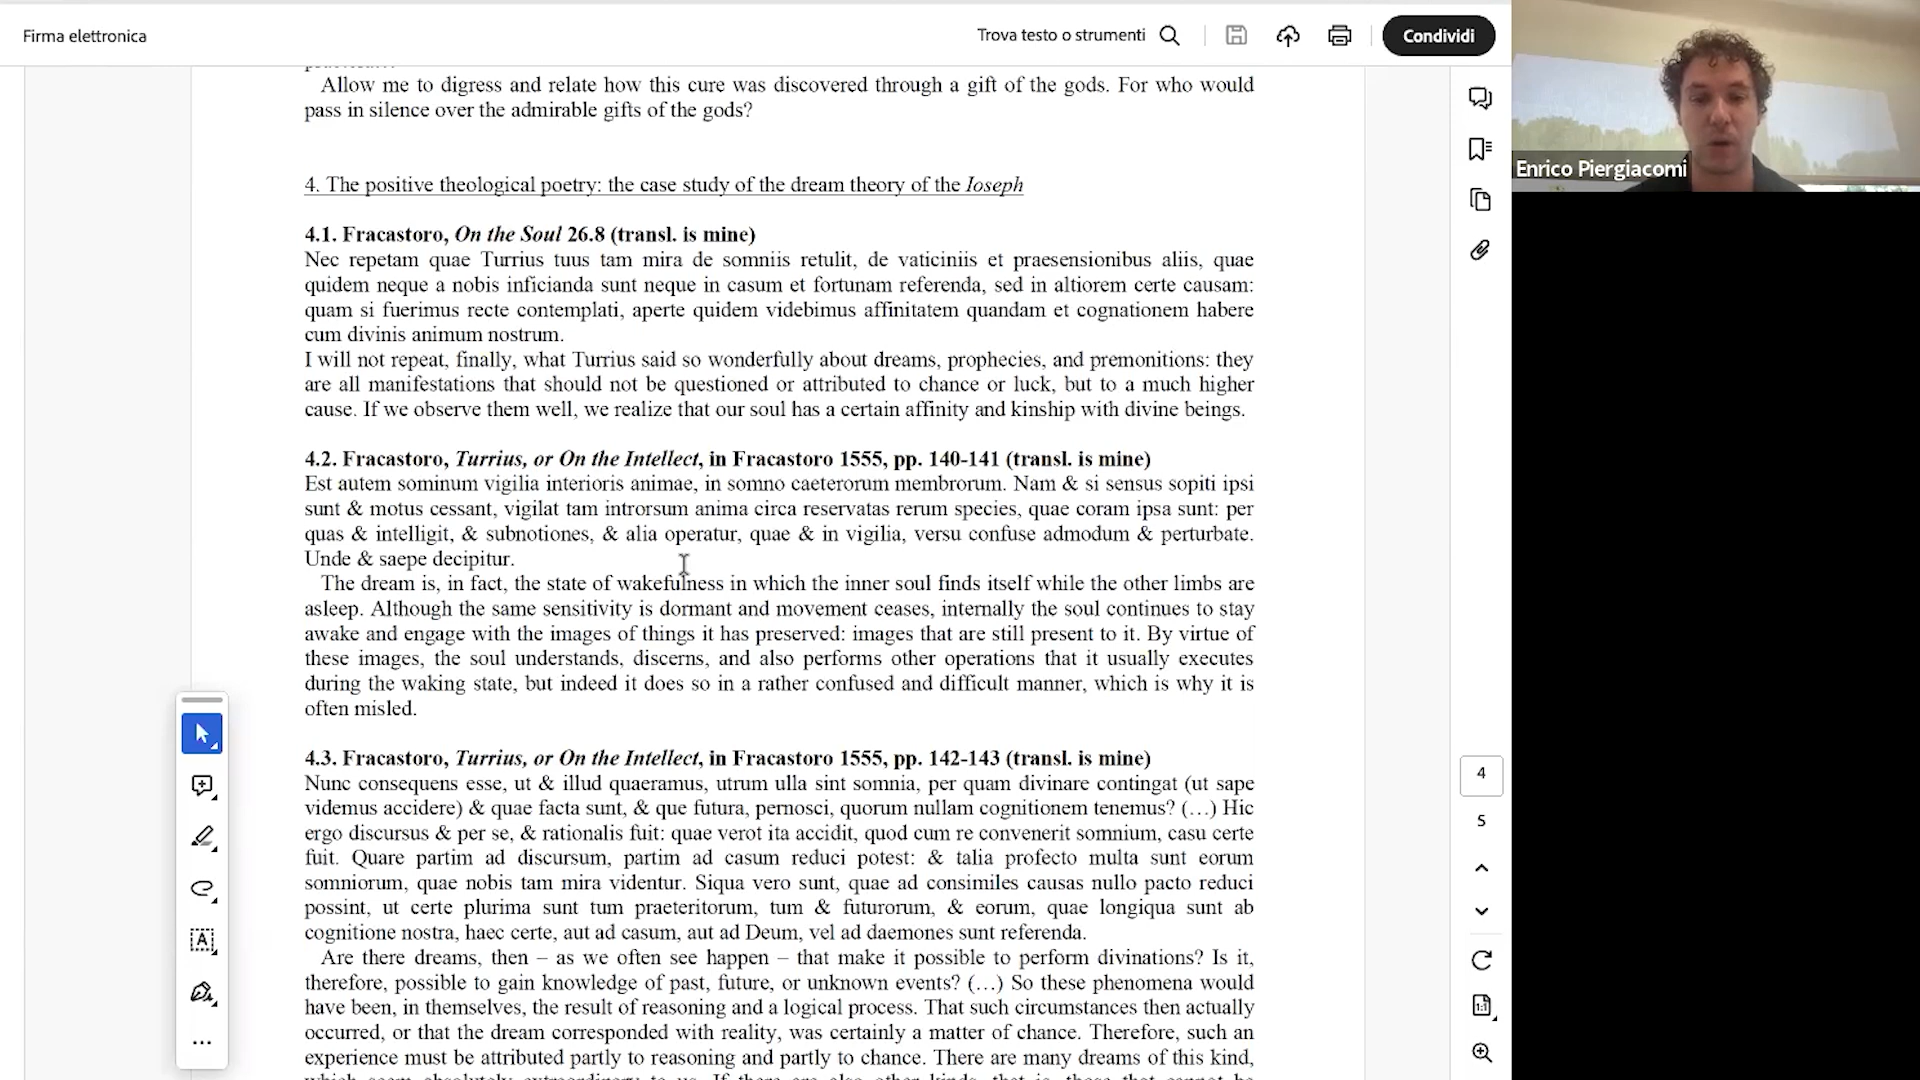 Firma elettronica
Trova testo o strumenti
Condividi
Enrico Piergiacomi
Allow me to digress and relate how this cure was discovered through a gift of the gods. For who would
pass in silence over the admirable gifts of the gods?
4. The positive theological poetry: the case study of the dream theory of the Ioseph
4.1. Fracastoro, On the Soul 26.8 (transl. is mine)
Nec repetam quae Turrius tuus tam mira de somniis retulit, de vaticiniis et praesensionibus aliis, quae
quidem neque a nobis inficianda sunt neque in casum et fortunam referenda, sed in altiorem certe causam:
quam si fuerimus recte contemplati, aperte quidem videbimus affinitatem quandam et cognationem habere
cum divinis animum nostrum.
I will not repeat, finally, what Turrius said so wonderfully about dreams, prophecies, and premonitions: they
are all manifestations that should not be questioned or attributed to chance or luck, but to a much higher
cause. If we observe them well, we realize that our soul has a certain affinity and kinship with divine beings.
4.2. Fracastoro, Turrius, or On the Intellect, in Fracastoro 1555, pp. 140-141 (transl. is mine)
Est autem sominum vigilia interioris animae, in somno caeterorum membrorum. Nam & si sensus sopiti ipsi
sunt & motus cessant, vigilat tam introrsum anima circa reservatas rerum species, quae coram ipsa sunt: per
quas & intelligit, & subnotiones, & alia operatur, quae & in vigilia, versu confuse admodum & perturbate.
Unde & saepe decipitur.
The dream is, in fact, the state of wakefulness in which the inner soul finds itself while the other limbs are
asleep. Although the same sensitivity is dormant and movement ceases, internally the soul continues to stay
awake and engage with the images of things it has preserved: images that are still present to it. By virtue of
these images, the soul understands, discerns, and also performs other operations that it usually executes
during the waking state, but indeed it does so in a rather confused and difficult manner, which is why it is
often misled.
4.3. Fracastoro, Turrius, or On the Intellect, in Fracastoro 1555, pp. 142-143 (transl. is mine)
Nunc consequens esse, ut & illud quaeramus, utrum ulla sint somnia, per quam divinare contingat (ut sape
videmus accidere) & quae facta sunt, & que futura, pernosci, quorum nullam cognitionem tenemus? (…) Hic
ergo discursus & per se, & rationalis fuit: quae verot ita accidit, quod cum re convenerit somnium, casu certe
fuit. Quare partim ad discursum, partim ad casum reduci potest: & talia profecto multa sunt eorum
somniorum, quae nobis tam mira videntur. Siqua vero sunt, quae ad consimiles causas nullo pacto reduci
possint, ut certe plurima sunt tum praeteritorum, tum & futurorum, & eorum, quae longiqua sunt ab
cognitione nostra, haec certe, aut ad casum, aut ad Deum, vel ad daemones sunt referenda.
Are there dreams, then – as we often see happen – that make it possible to perform divinations? Is it,
therefore, possible to gain knowledge of past, future, or unknown events? (…) So these phenomena would
have been, in themselves, the result of reasoning and a logical process. That such circumstances then actually
occurred, or that the dream corresponded with reality, was certainly a matter of chance. Therefore, such an
experience must be attributed partly to reasoning and partly to chance. There are many dreams of this kind,
4
5